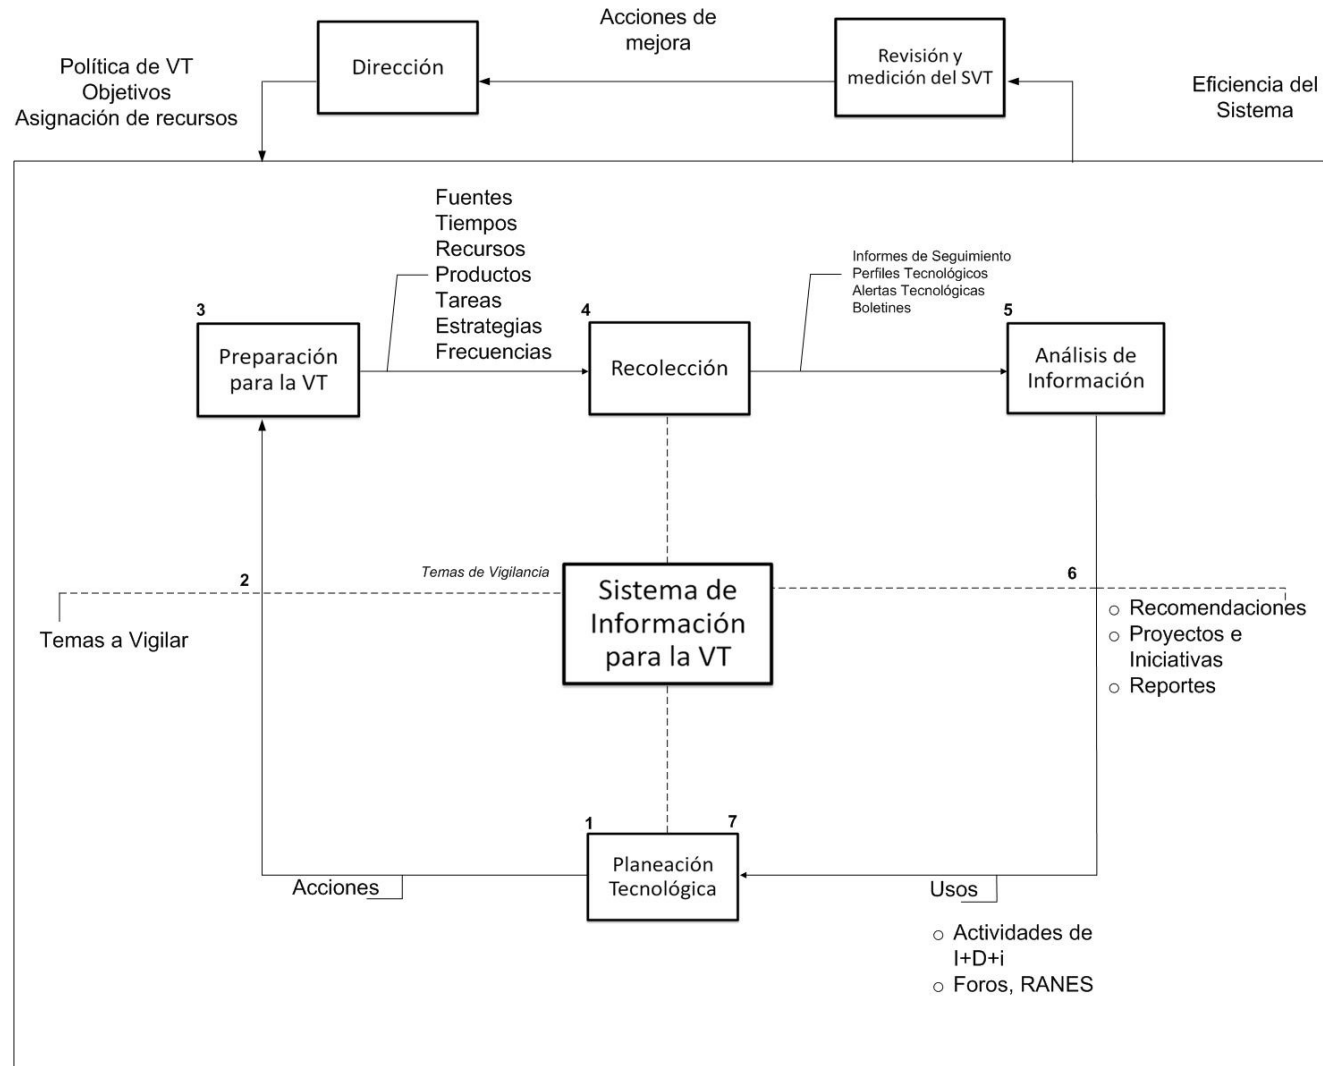 Acciones de
mejora
Política de VT
Objetivos
Asignación de recursos
Dirección
Revisión y
medición del SVT
Eficiencia del
Sistema
Fuentes
Tiempos
Recursos
Productos
Tareas
Estrategias
Frecuencias
Informes de Seguimiento
Perfiles Tecnológicos
Alertas Tecnológicas
Boletines
3
Preparación
para la VT
4
Recolección
5
Análisis de
Información
2
Temas de Vigilancia
Temas a Vigilar
Sistema de
Información
para la VT
6
Recomendaciones
Proyectos e
Iniciativas
Reportes
1
7
Planeación
Tecnológica
Acciones
Usos
Actividades de
I+D+i
Foros, RANES